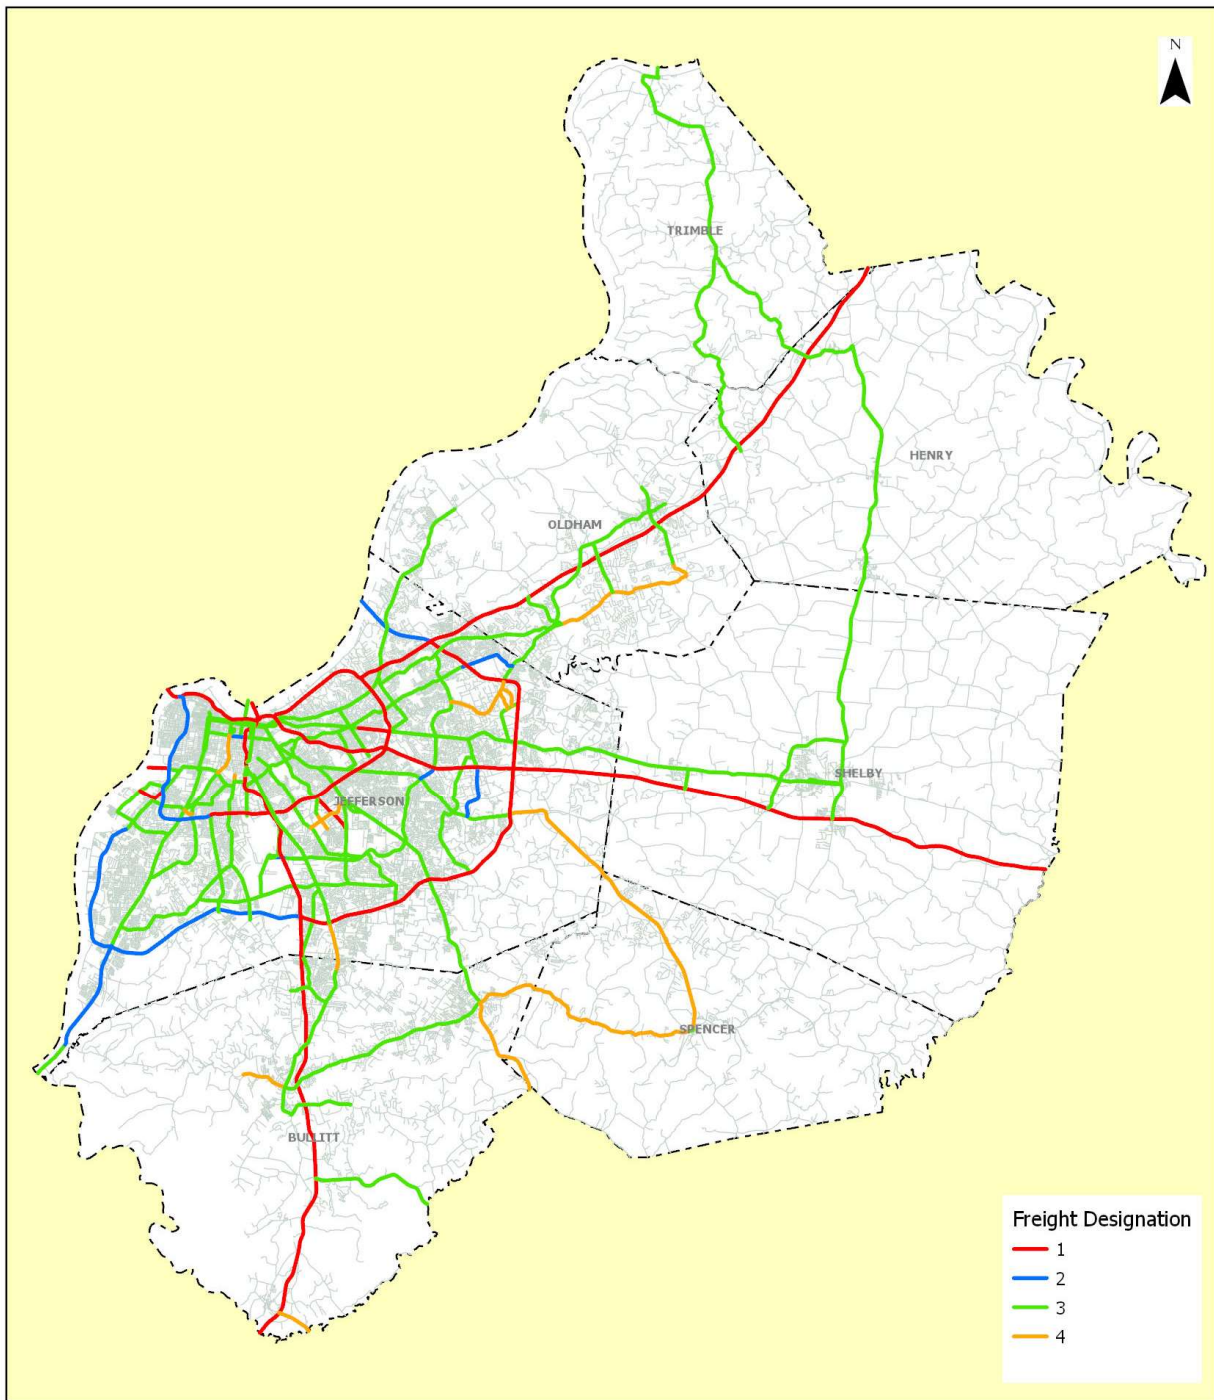 N
TRIMBLE
HENRY
OLDHAM
SHELBY
JEFFERSON
SPENCER
BULLITT
Freight Designation
1
2
3
4